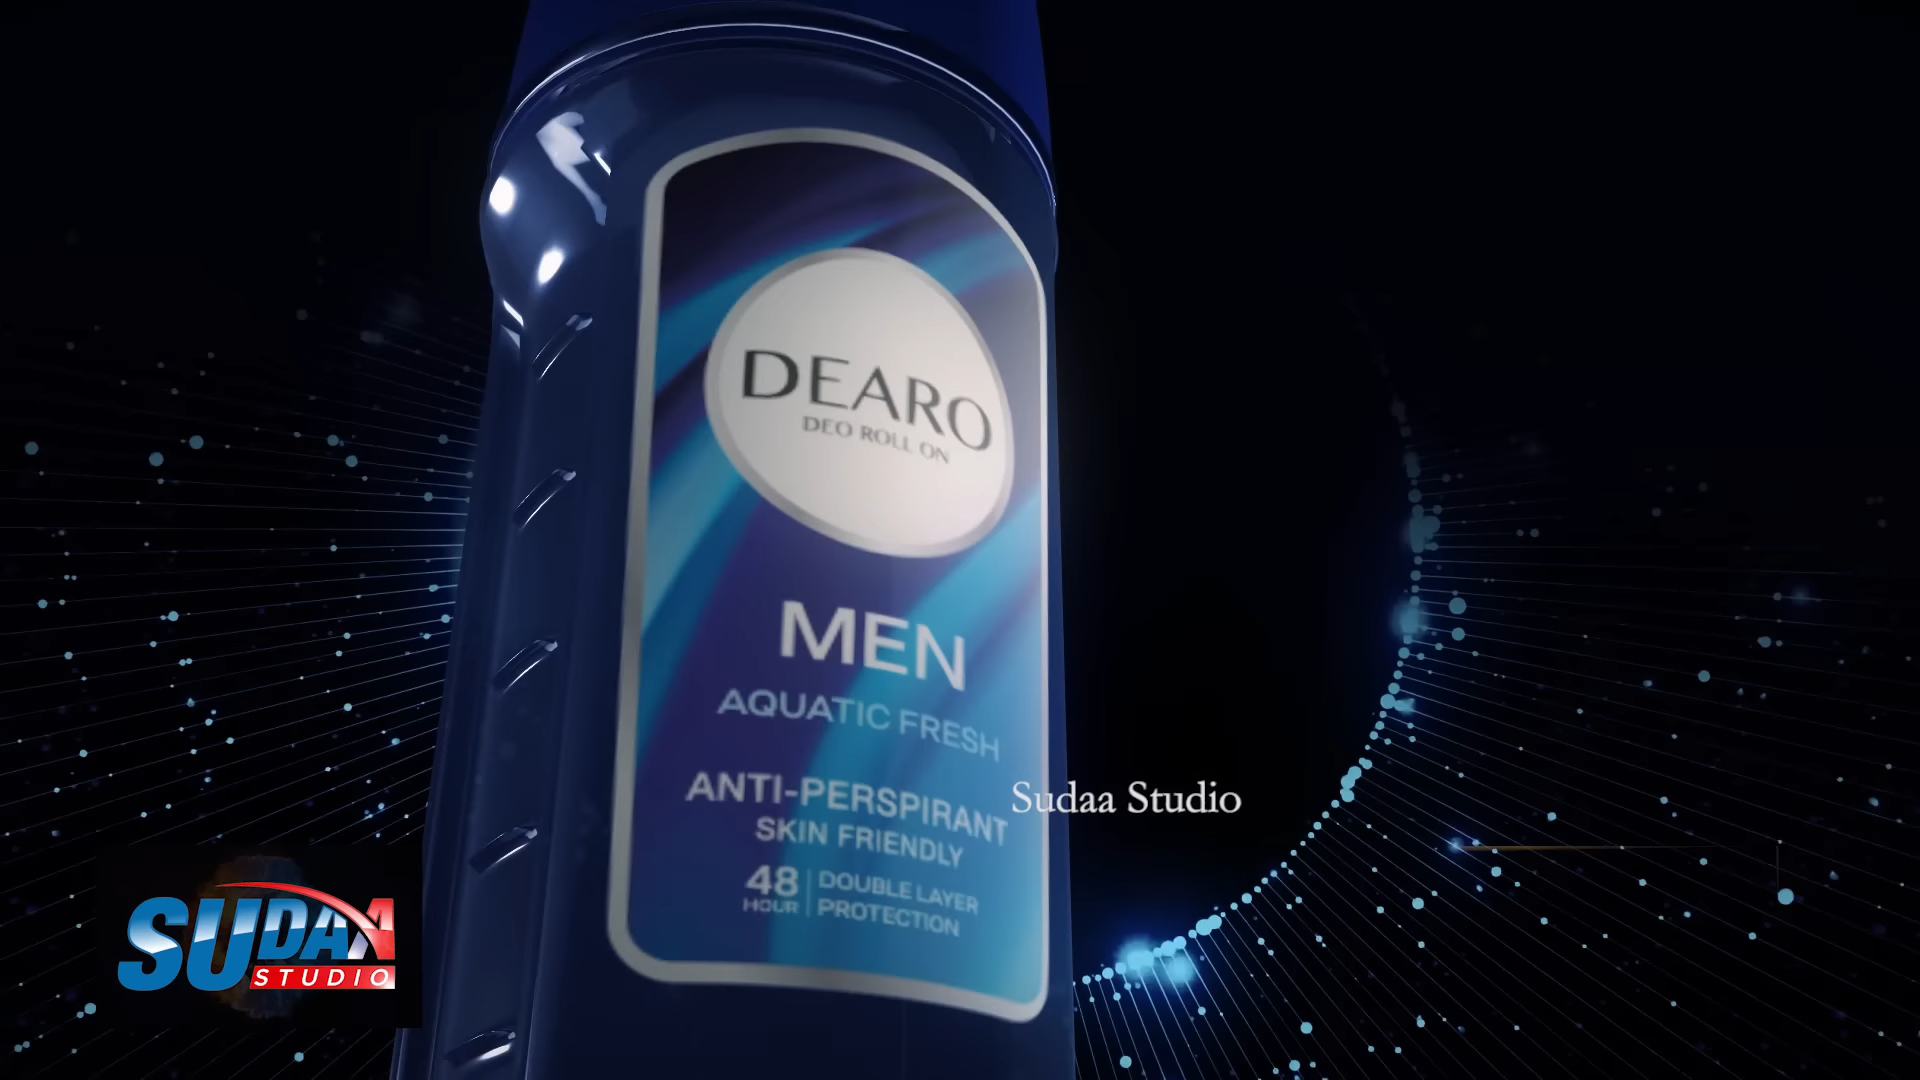 DEARO
DEO ROLL ON
MEN
AQUATIC FRESH
ANTI-PERSPIRANT
SKIN FRIENDLY
48 HOUR
DOUBLE LAYER
PROTECTION
Sudaa Studio
SUDAA
STUDIO